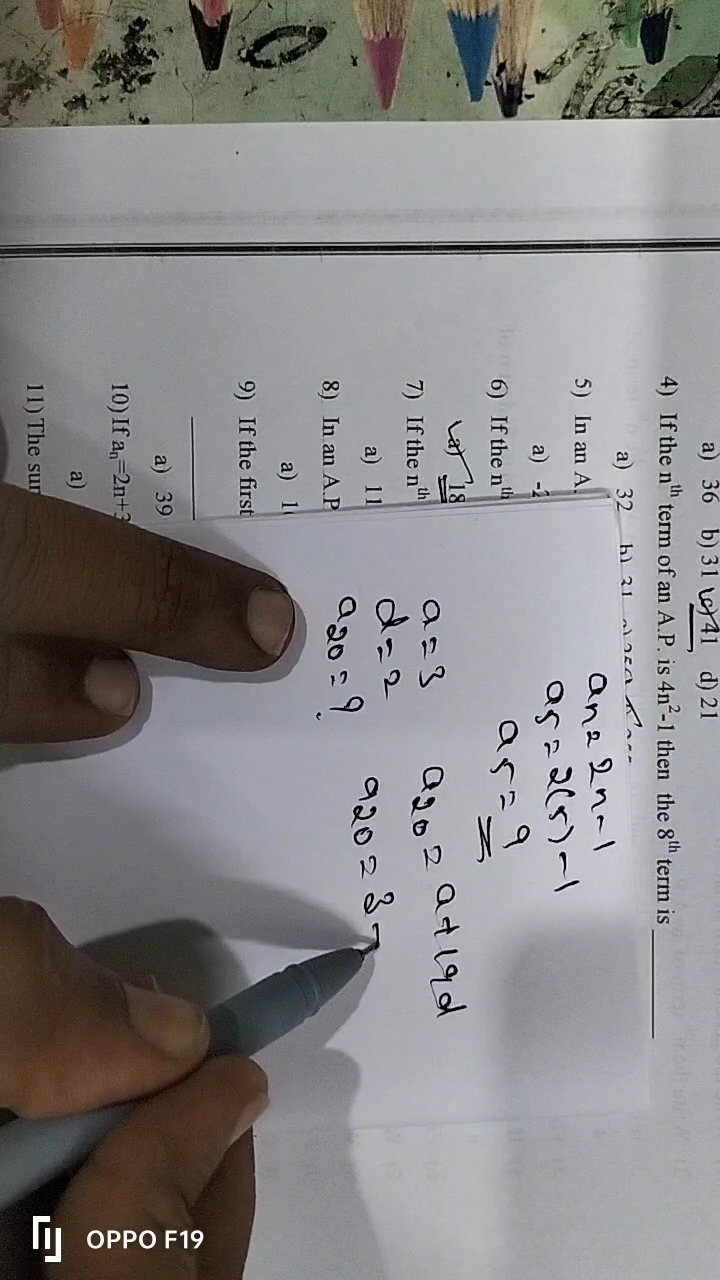 a) 36 b) 31 c) 41 d) 21
4) If the nth term of an A.P. is 4n²-1 then the 8th term is
a) 32
5) In an A.
a) -2
6) If the nth
a) 18
7) If the nth
a) 11
8) In an A.P
a)
9) If the first
a) 39
10) If an=2n+3
a)
11) The sum
an = 2n-1
a5 = 2(5) -1
a5 = 9
a = 3
d = 2
a20 = ?
a20 = a+19d
a20 = 3
OPPO F19